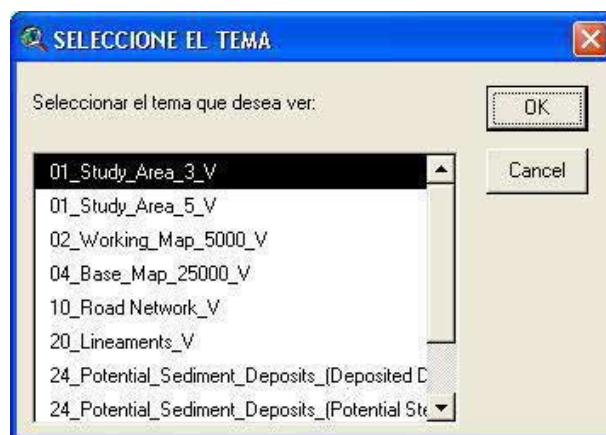 SELECCIONE EL TEMA
Seleccionar el tema que desea ver:
OK
Cancel
01_Study_Area_3_V
01_Study_Area_5_V
02_Working_Map_5000_V
04_Base_Map_25000_V
10_Road Network_V
20_Lineaments_V
24_Potential_Sediment_Deposits_(Deposited D
24_Potential_Sediment_Deposits_(Potential Ste